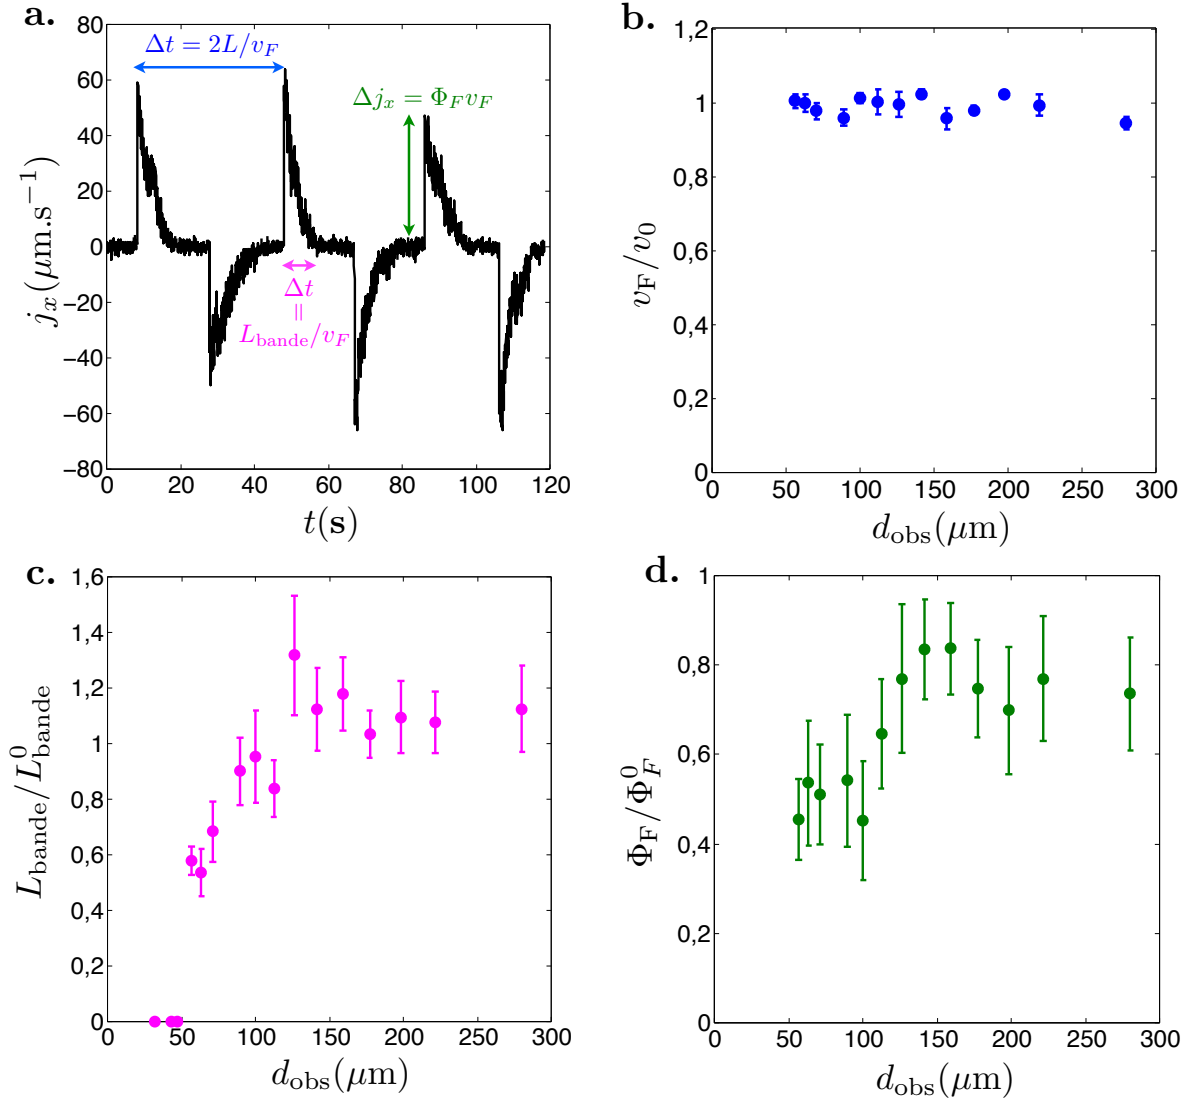 a.
80
60
40
20
0
−20
−40
−60
−80
0 20 40 60 80 100 120
j_x(μm.s⁻¹)
t(s)
Δt = 2L/v_F
Δj_x = Φ_F v_F
Δt
=
L_bande/v_F
b.
1,2
1
0,8
0,6
0,4
0,2
0
0 50 100 150 200 250 300
v_F/v_0
d_obs(μm)
c.
1,6
1,4
1,2
1
0,8
0,6
0,4
0,2
0
0 50 100 150 200 250 300
L_bande/L⁰_bande
d_obs(μm)
d.
1
0,8
0,6
0,4
0,2
0
0 50 100 150 200 250 300
Φ_F/Φ⁰_F
d_obs(μm)